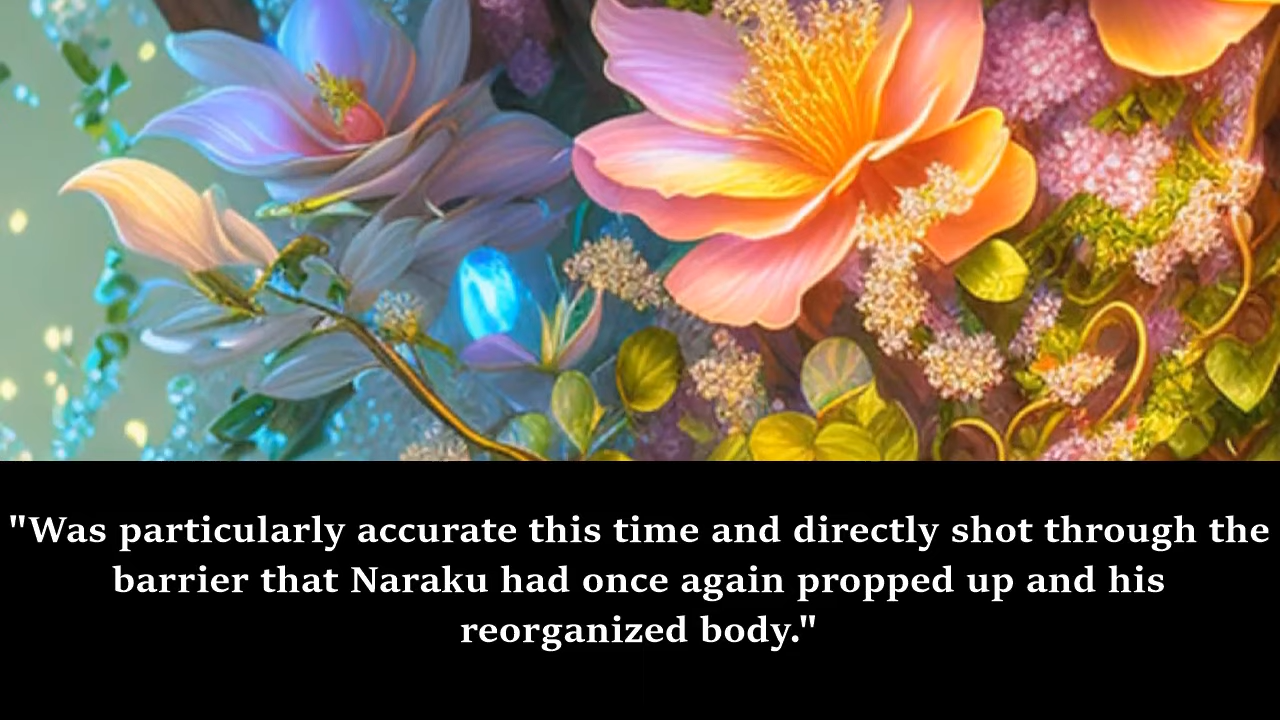 "Was particularly accurate this time and directly shot through the
barrier that Naraku had once again propped up and his
reorganized body."